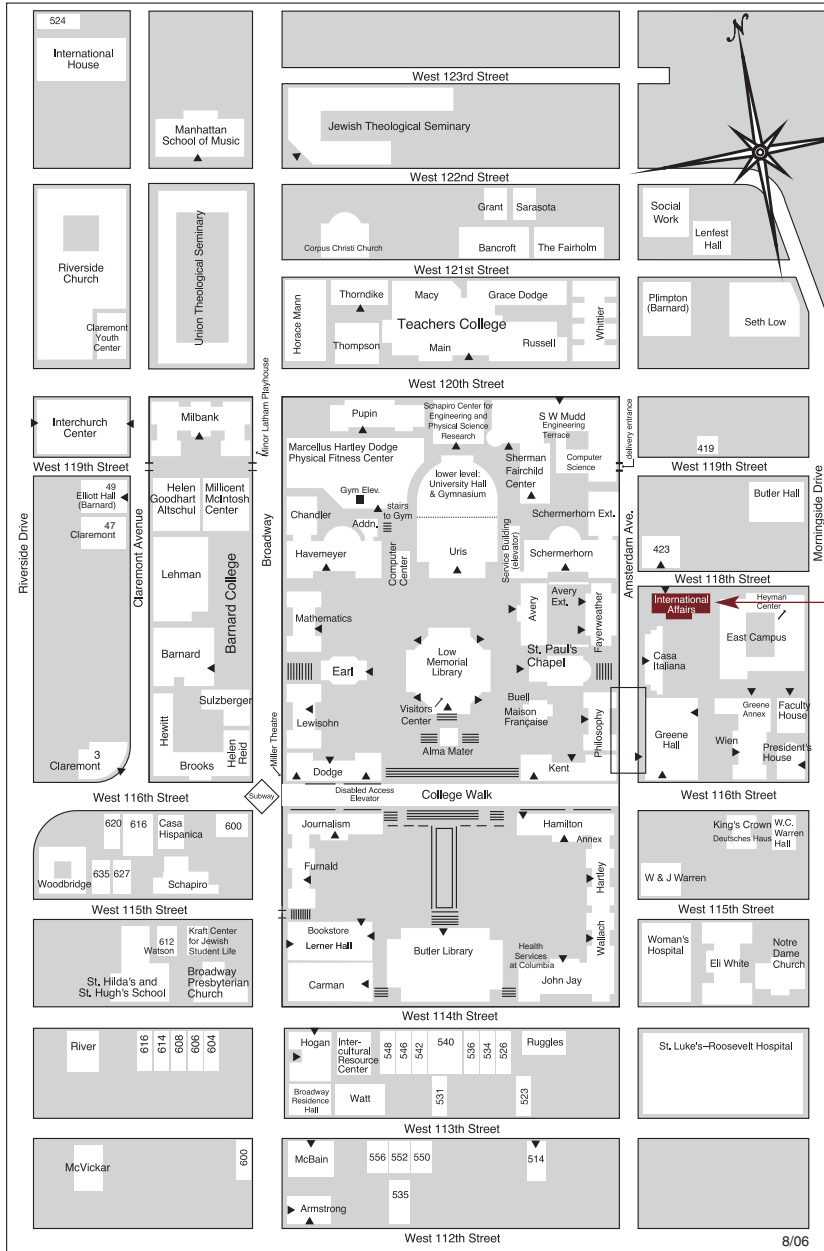 524
International
House
Manhattan
School of Music
West 123rd Street
Jewish Theological Seminary
N
West 122nd Street
Riverside
Church
Claremont
Youth
Center
Union Theological Seminary
Corpus Christi Church
Grant
Sarasota
Bancroft
The Fairholm
Social
Work
Lenfest
Hall
West 121st Street
Horace Mann
Thorndike
Macy
Grace Dodge
Teachers College
Thompson
Main
Russell
Whittier
Plimpton
(Barnard)
Seth Low
West 120th Street
Interchurch
Center
Milbank
Minor Latham Playhouse
Pupin
Schapiro Center for
Engineering and
Physical Science
Research
S W Mudd
Engineering
Terrace
Computer
Science
delivery entrance
419
West 119th Street
West 119th Street
Marcellus Hartley Dodge
Physical Fitness Center
Gym Elev.
stairs
to Gym
lower level:
University Hall
& Gymnasium
Sherman
Fairchild
Center
Schermerhorn Ext.
Riverside Drive
49
Elliott Hall
(Barnard)
47
Claremont
Claremont Avenue
Helen
Goodhart
Altschul
Millicent
McIntosh
Center
Broadway
Chandler
Addn.
Havemeyer
Computer
Center
Uris
Service Building
(elevator)
Schermerhorn
Amsterdam Ave.
Butler Hall
423
Morningside Drive
West 118th Street
Lehman
Barnard College
Mathematics
Avery
Avery
Ext.
Fayerweather
International
Affairs
Heyman
Center
East Campus
Barnard
Earl
Low
Memorial
Library
St. Paul's
Chapel
Casa
Italiana
Sulzberger
Hewitt
Helen
Reid
Brooks
Lewisohn
Visitors
Center
Buell
Maison
Française
Philosophy
Greene
Hall
Greene
Annex
Faculty
House
Wien
President's
House
3
Claremont
Miller Theatre
Dodge
Alma Mater
Kent
West 116th Street
Subway
Disabled Access
Elevator
College Walk
West 116th Street
620
616
Casa
Hispanica
600
Woodbridge
635
627
Schapiro
Journalism
Furnald
Hamilton
Annex
Hartley
King's Crown
Deutsches Haus
W.C.
Warren
Hall
W & J Warren
West 115th Street
West 115th Street
St. Hilda's and
St. Hugh's School
612
Watson
Kraft Center
for Jewish
Student Life
Broadway
Presbyterian
Church
Bookstore
Lerner Hall
Carman
Butler Library
Health
Services
at Columbia
Wallach
John Jay
Woman's
Hospital
Eli White
Notre
Dame
Church
West 114th Street
River
616
614
608
606
604
Hogan
Inter-
cultural
Resource
Center
548
546
542
540
536
534
526
Ruggles
Broadway
Residence
Hall
Watt
531
523
St. Luke's–Roosevelt Hospital
West 113th Street
McVickar
600
McBain
556
552
550
514
535
Armstrong
West 112th Street
8/06